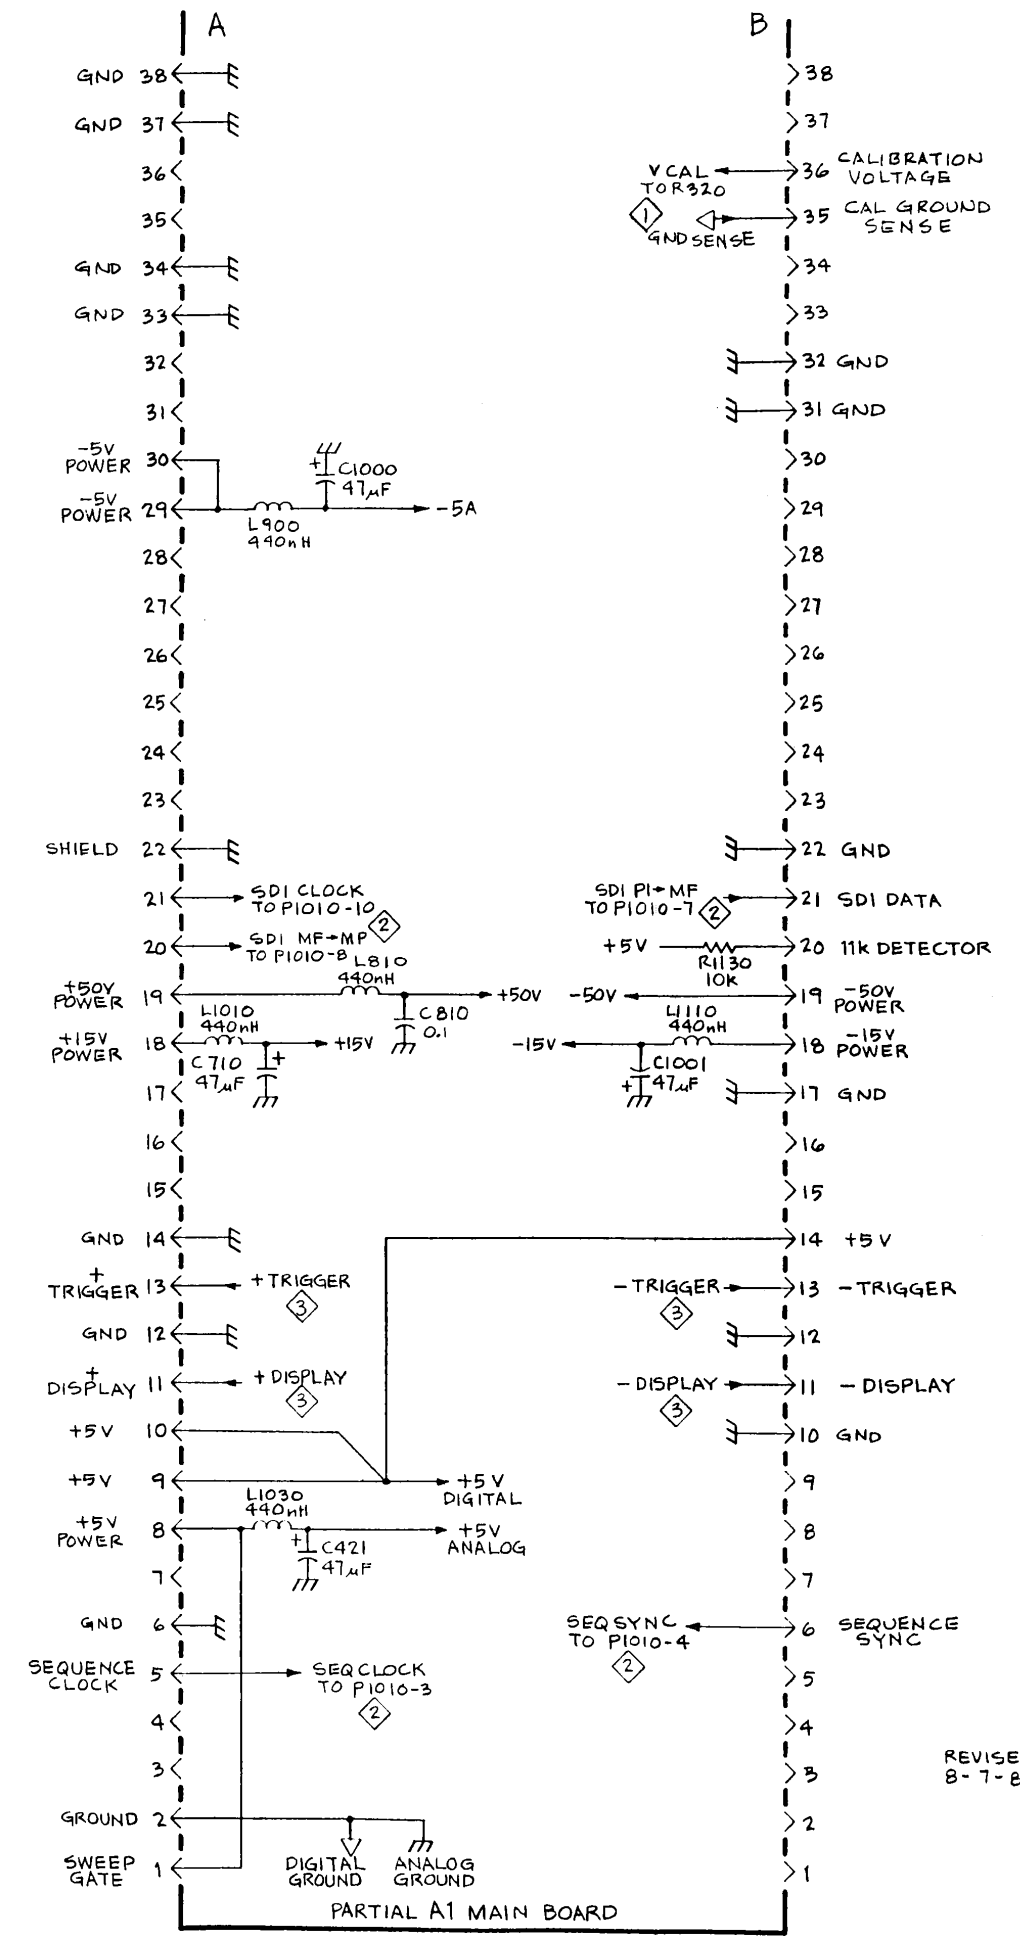 A
B
GND 38
38
GND 37
37
36
V CAL
TO R320
36 CALIBRATION
VOLTAGE
35
1
GND SENSE
35 CAL GROUND
SENSE
GND 34
34
GND 33
33
32
32 GND
31
31 GND
-5V
POWER 30
+
C1000
47µF
30
-5V
POWER 29
L900
440nH
-5A
29
28
28
27
27
26
26
25
25
24
24
23
23
SHIELD 22
22 GND
21
SDI CLOCK
TO P1010-10
2
SDI PI→MF
TO P1010-7
2
21 SDI DATA
20
SDI MF→MP
TO P1010-8
+5V
R1130
10K
20 11k DETECTOR
+50V
POWER 19
L810
440nH
C810
0.1
+50V
-50V
19 -50V
POWER
+15V
POWER 18
L1010
440nH
C710
47µF
+
+15V
-15V
L1110
440nH
C1001
47µF
+
18 -15V
POWER
17
17 GND
16
16
15
15
GND 14
14 +5V
+
TRIGGER 13
+TRIGGER
3
-TRIGGER
3
13 -TRIGGER
GND 12
12
+
DISPLAY 11
+DISPLAY
3
-DISPLAY
3
11 -DISPLAY
+5V 10
10 GND
+5V 9
+5V
DIGITAL
9
+5V
POWER 8
L1030
440nH
+
C421
47µF
+5V
ANALOG
8
7
7
GND 6
SEQ SYNC
TO P1010-4
2
6 SEQUENCE
SYNC
SEQUENCE
CLOCK 5
SEQ CLOCK
TO P1010-3
2
5
4
4
3
3
REVISE
8-7-8
GROUND 2
DIGITAL
GROUND
ANALOG
GROUND
2
SWEEP
GATE 1
1
PARTIAL A1 MAIN BOARD